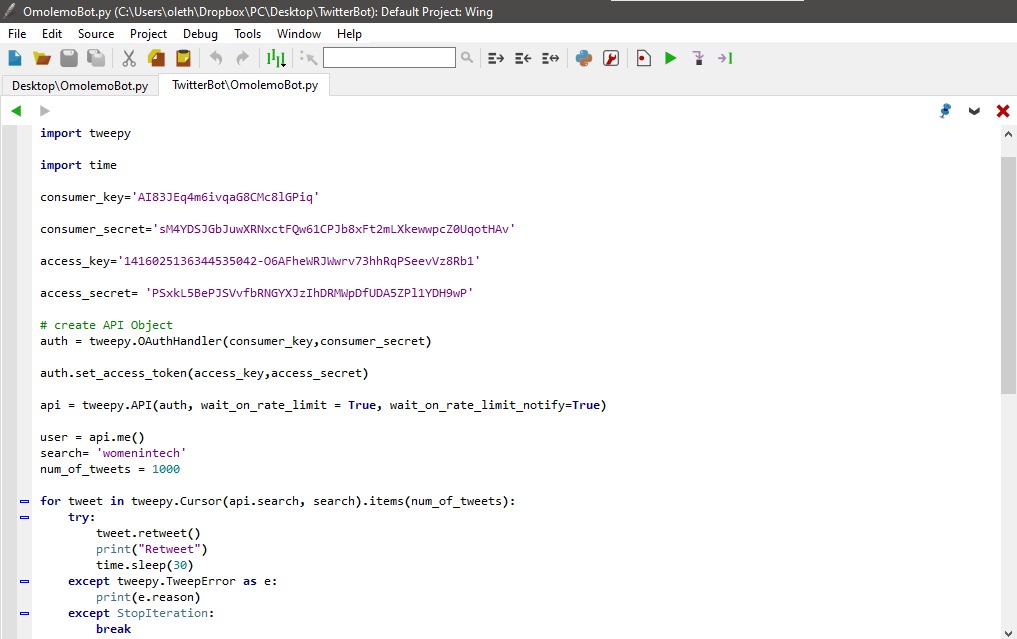 OmolemoBot.py (C:\Users\oleth\Dropbox\PC\Desktop\TwitterBot): Default Project: Wing
File Edit Source Project Debug Tools Window Help
Desktop\OmolemoBot.py TwitterBot\OmolemoBot.py
import tweepy
import time
consumer_key='AI83JEq4m6ivqaG8CMc8lGPiq'
consumer_secret='sM4YDSJGbJuwXRNxctFQw61CPJb8xFt2mLXkewwpcZ0UqotHAv'
access_key='1416025136344535042-O6AFheWRJWwrv73hhRqPSeevVz8Rb1'
access_secret= 'PSxkL5BePJSVvfbRNGYXJzIhDRMWpDfUDA5ZPl1YDH9wP'
# create API Object
auth = tweepy.OAuthHandler(consumer_key,consumer_secret)
auth.set_access_token(access_key,access_secret)
api = tweepy.API(auth, wait_on_rate_limit = True, wait_on_rate_limit_notify=True)
user = api.me()
search= 'womenintech'
num_of_tweets = 1000
for tweet in tweepy.Cursor(api.search, search).items(num_of_tweets):
    try:
        tweet.retweet()
        print("Retweet")
        time.sleep(30)
    except tweepy.TweepError as e:
        print(e.reason)
    except StopIteration:
        break